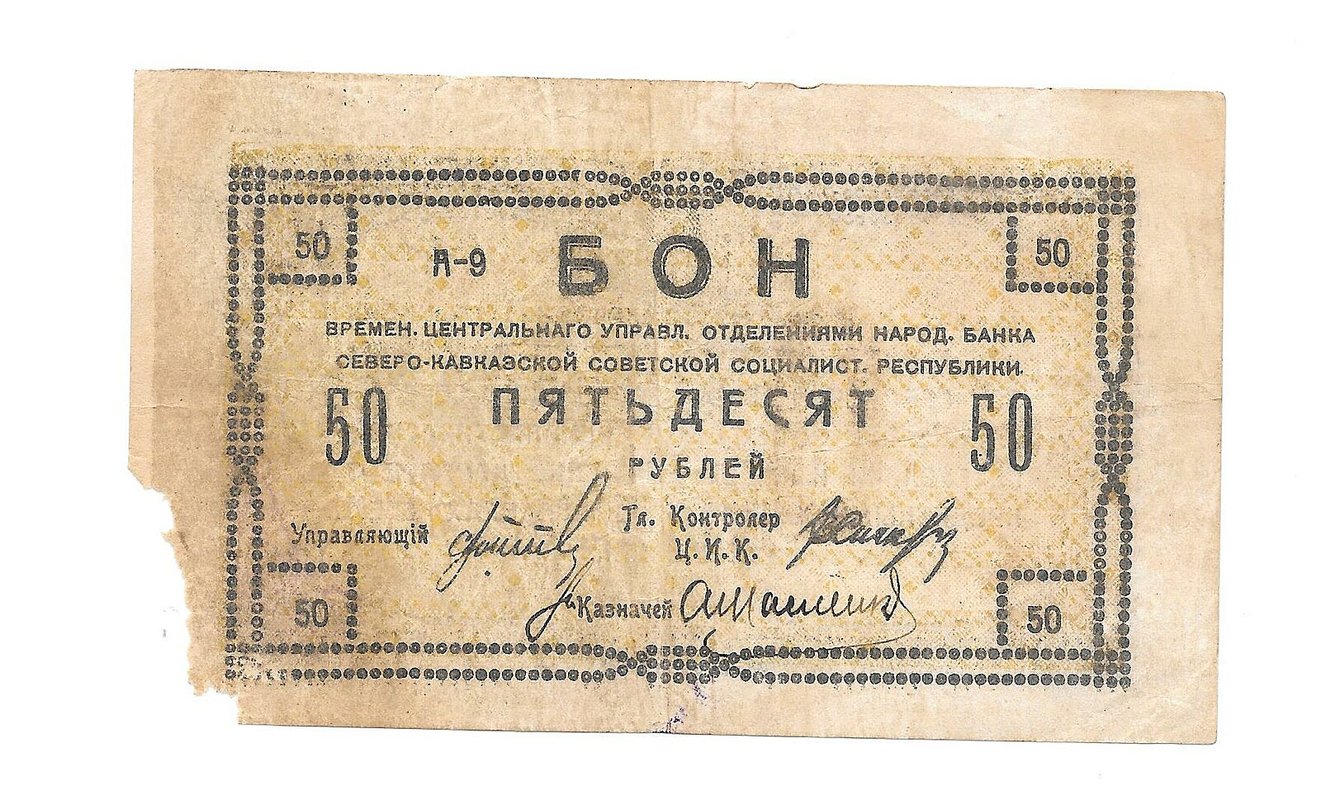 50 А-9 БОН 50
ВРЕМЕН. ЦЕНТРАЛЬНАГО УПРАВЛ. ОТДЕЛЕНИЯМИ НАРОД. БАНКА
СЕВЕРО-КАВКАЗСКОЙ СОВЕТСКОЙ СОЦИАЛИСТ. РЕСПУБЛИКИ.
50 ПЯТЬДЕСЯТ 50
РУБЛЕЙ
Управляющій Гл. Контролер
Ц. И. К.
Казначей
50 50